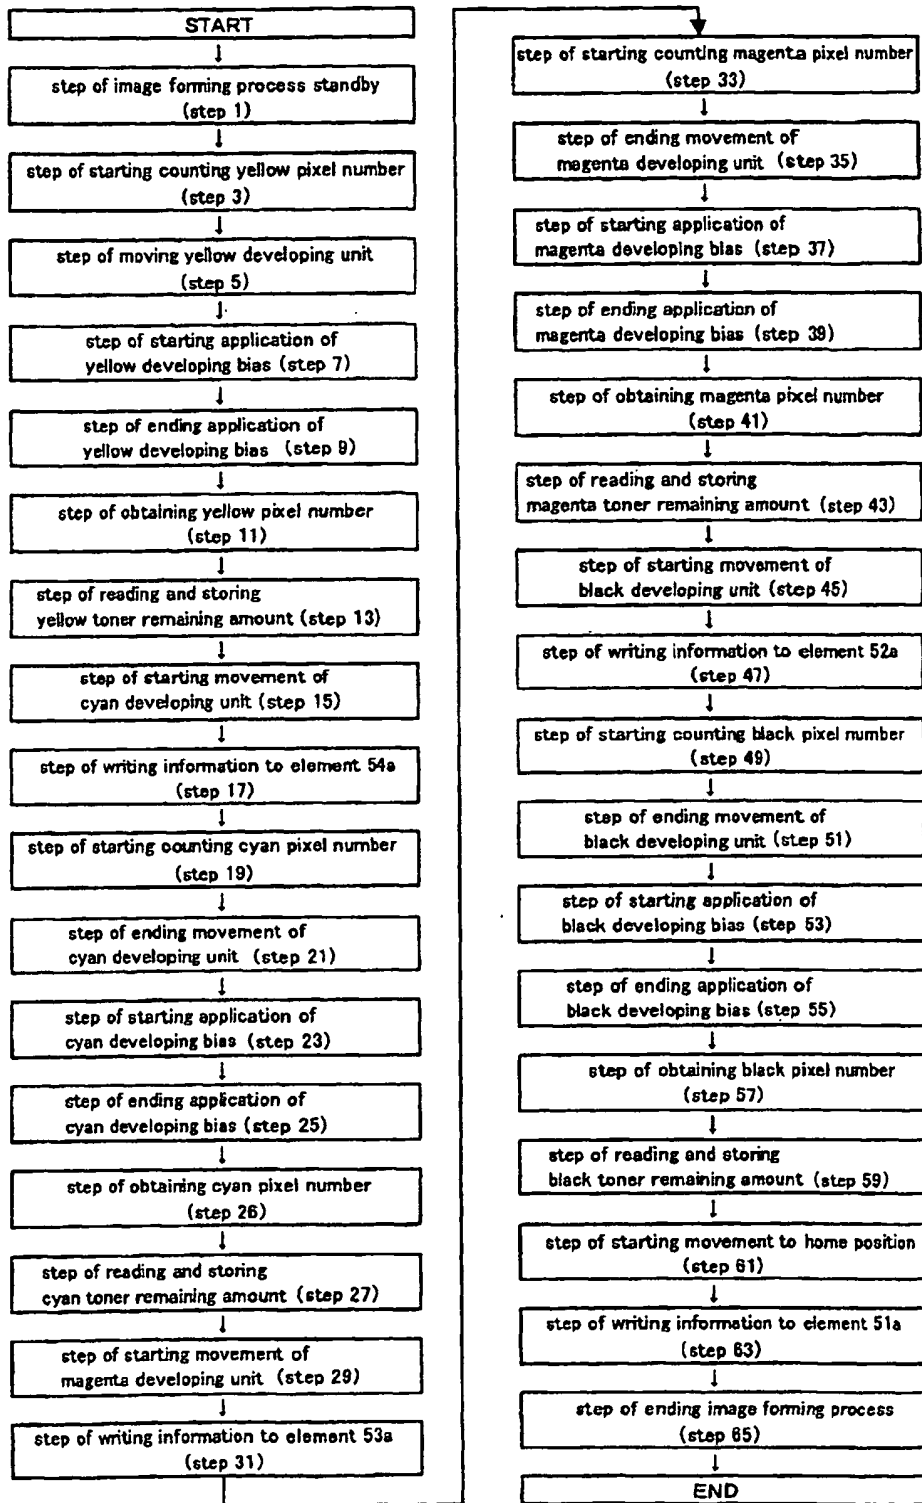 START
step of image forming process standby
(step 1)
step of starting counting yellow pixel number
(step 3)
step of moving yellow developing unit
(step 5)
step of starting application of
yellow developing bias (step 7)
step of ending application of
yellow developing bias (step 9)
step of obtaining yellow pixel number
(step 11)
step of reading and storing
yellow toner remaining amount (step 13)
step of starting movement of
cyan developing unit (step 15)
step of writing information to element 54a
(step 17)
step of starting counting cyan pixel number
(step 19)
step of ending movement of
cyan developing unit (step 21)
step of starting application of
cyan developing bias (step 23)
step of ending application of
cyan developing bias (step 25)
step of obtaining cyan pixel number
(step 26)
step of reading and storing
cyan toner remaining amount (step 27)
step of starting movement of
magenta developing unit (step 29)
step of writing information to element 53a
(step 31)
step of starting counting magenta pixel number
(step 33)
step of ending movement of
magenta developing unit (step 35)
step of starting application of
magenta developing bias (step 37)
step of ending application of
magenta developing bias (step 39)
step of obtaining magenta pixel number
(step 41)
step of reading and storing
magenta toner remaining amount (step 43)
step of starting movement of
black developing unit (step 45)
step of writing information to element 52a
(step 47)
step of starting counting black pixel number
(step 49)
step of ending movement of
black developing unit (step 51)
step of starting application of
black developing bias (step 53)
step of ending application of
black developing bias (step 55)
step of obtaining black pixel number
(step 57)
step of reading and storing
black toner remaining amount (step 59)
step of starting movement to home position
(step 61)
step of writing information to element 51a
(step 63)
step of ending image forming process
(step 65)
END